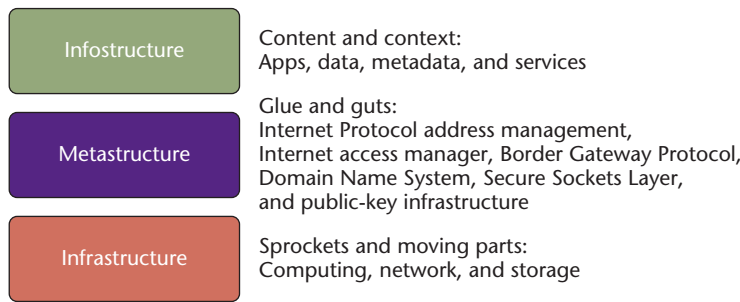 Infostructure
Content and context:
Apps, data, metadata, and services
Metastructure
Glue and guts:
Internet Protocol address management,
Internet access manager, Border Gateway Protocol,
Domain Name System, Secure Sockets Layer,
and public-key infrastructure
Infrastructure
Sprockets and moving parts:
Computing, network, and storage